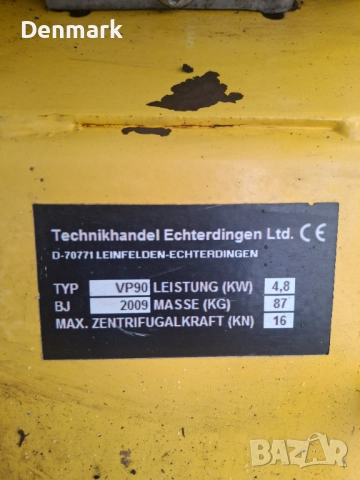 Denmark
Technikhandel Echterdingen Ltd. CE
D-70771 LEINFELDEN-ECHTERDINGEN
TYP VP90 LEISTUNG (KW) 4,8
BJ 2009 MASSE (KG) 87
MAX. ZENTRIFUGALKRAFT (KN) 16
BAZAR